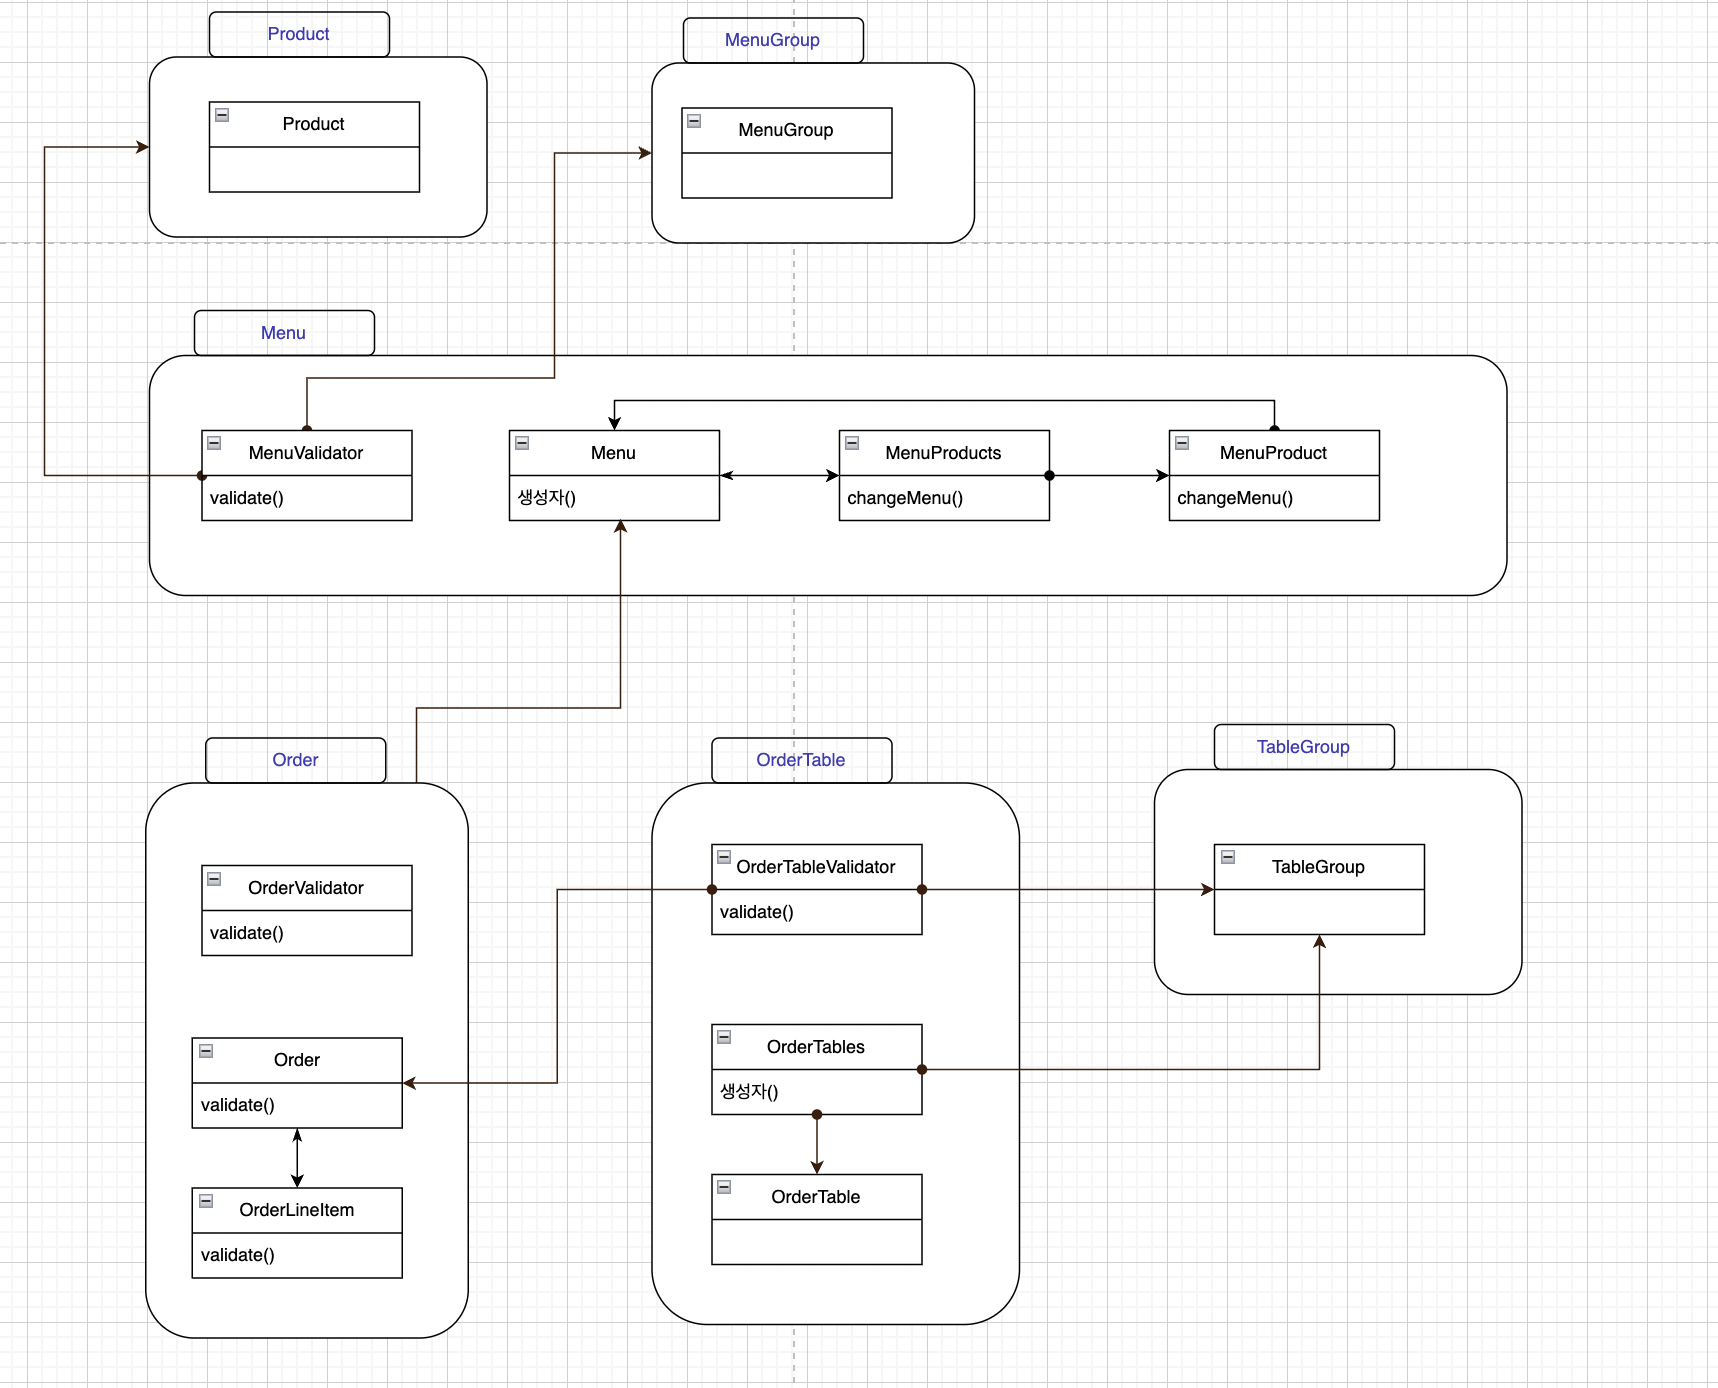 Product
MenuGroup
Product
MenuGroup
Menu
MenuValidator
validate()
Menu
생성자()
MenuProducts
changeMenu()
MenuProduct
changeMenu()
Order
OrderTable
TableGroup
OrderValidator
validate()
OrderTableValidator
validate()
TableGroup
Order
validate()
OrderTables
생성자()
OrderLineItem
validate()
OrderTable